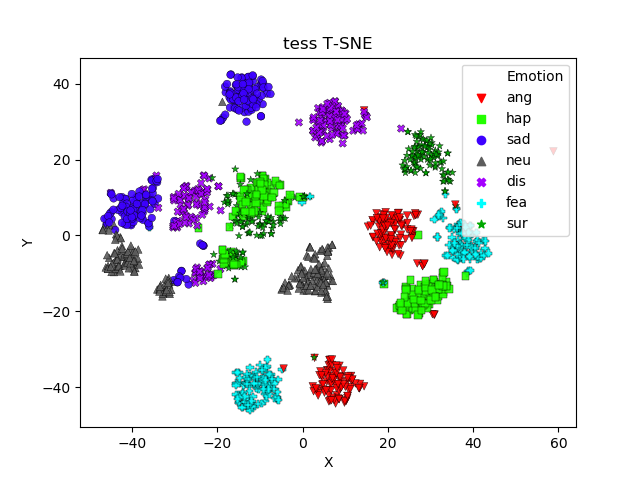 tess T-SNE
Emotion
ang
hap
sad
neu
dis
fea
sur
40
20
0
−20
−40
Y
−40
−20
0
20
40
60
X